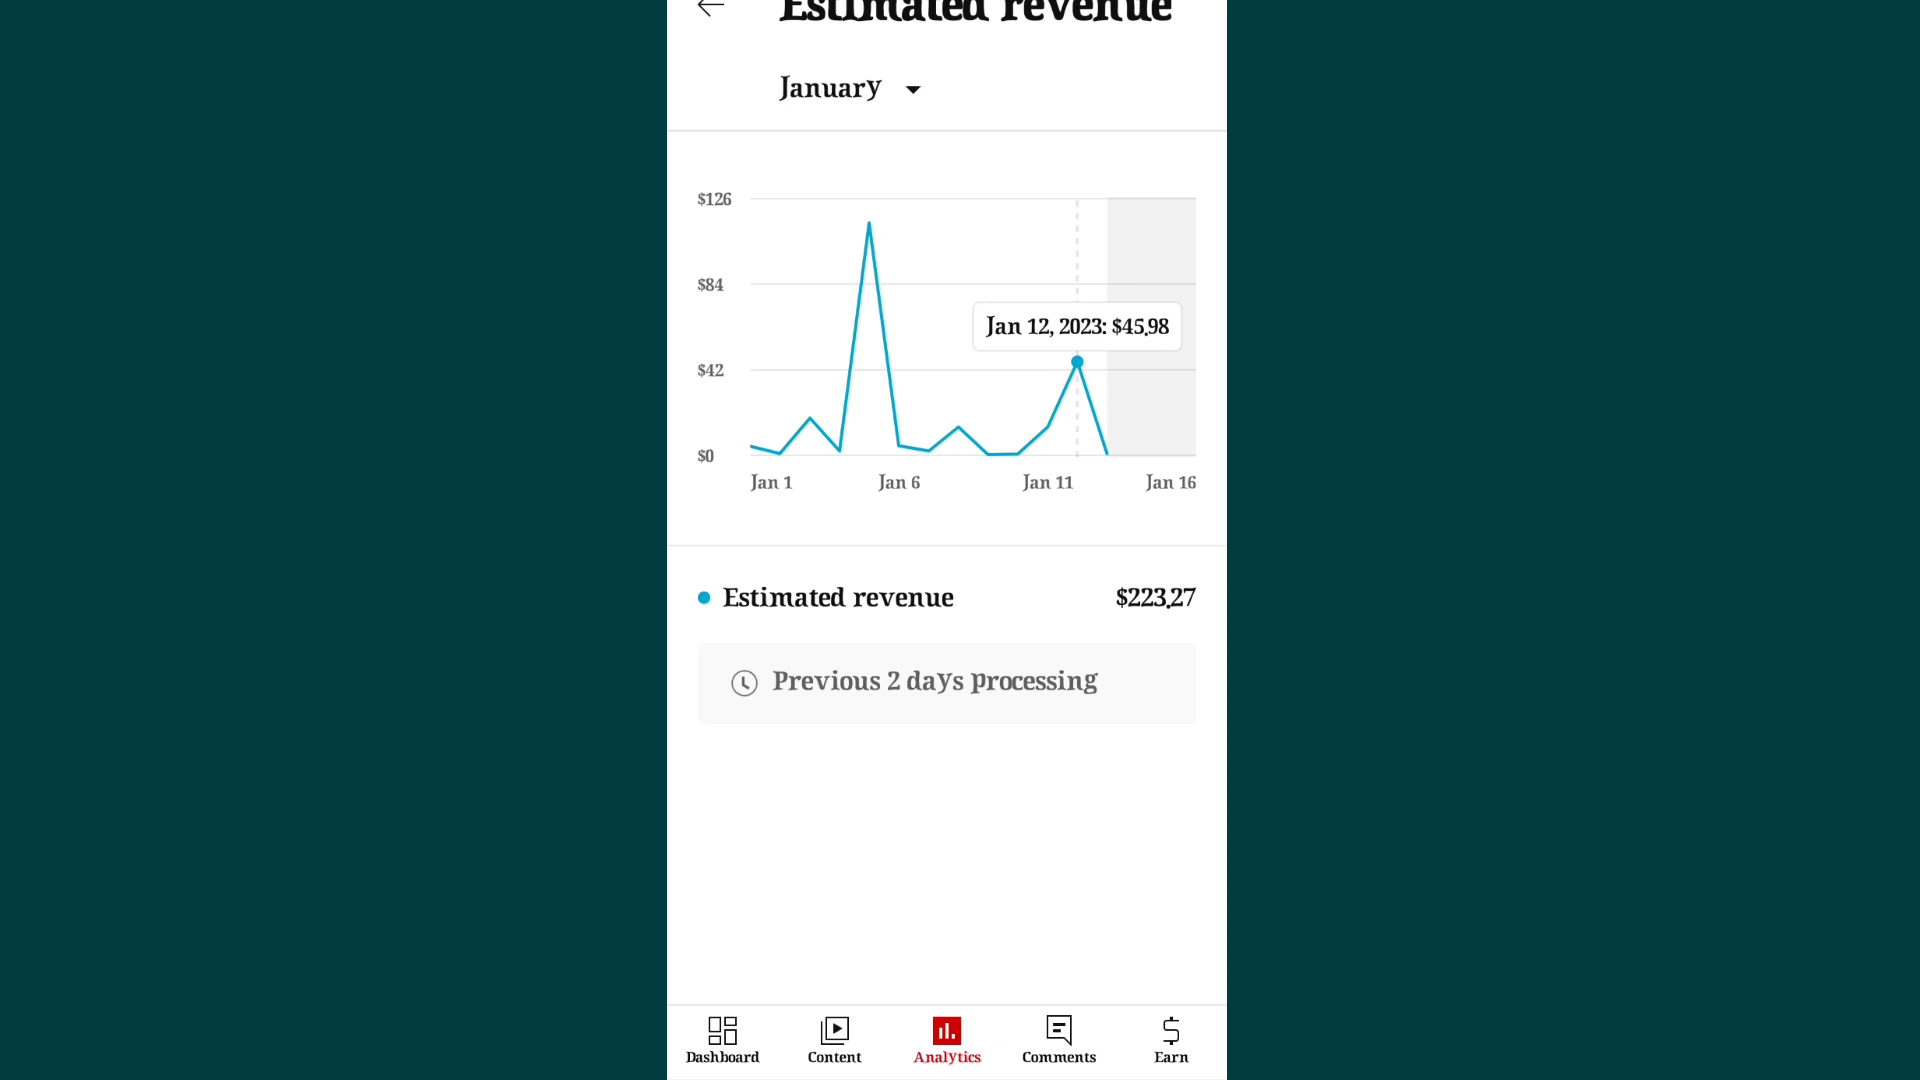 Estimated revenue
January
$126
$84
Jan 12, 2023: $45.98
$42
$0
Jan 1 Jan 6 Jan 11 Jan 16
Estimated revenue $223.27
Previous 2 days processing
Dashboard Content Analytics Comments Earn